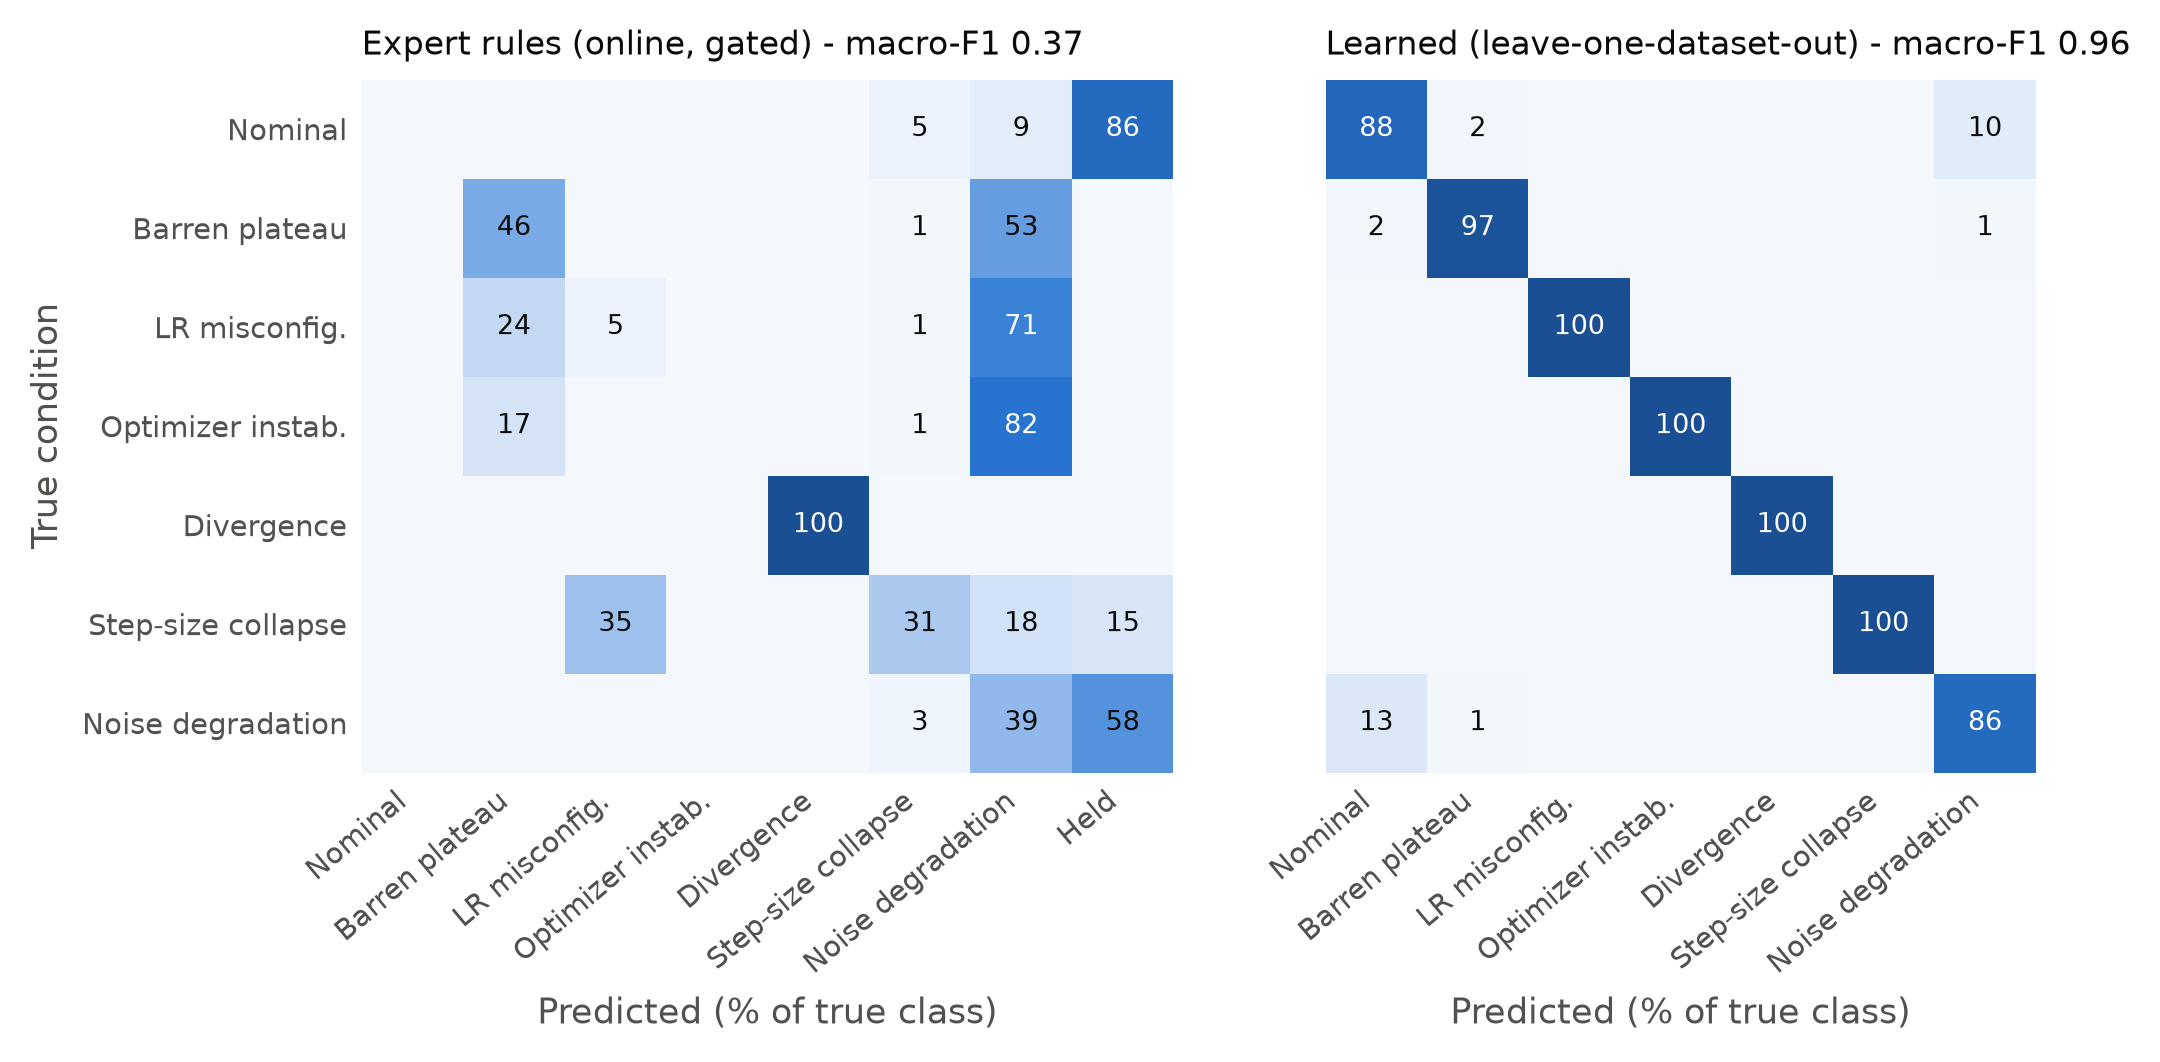 Expert rules (online, gated) - macro-F1 0.37
Learned (leave-one-dataset-out) - macro-F1 0.96
True condition
Nominal 5 9 86 88 2 10
Barren plateau 46 1 53 2 97 1
LR misconfig. 24 5 1 71 100
Optimizer instab. 17 1 82 100
Divergence 100 100
Step-size collapse 35 31 18 15 100
Noise degradation 3 39 58 13 1 86
Nominal
Barren plateau
LR misconfig.
Optimizer instab.
Divergence
Step-size collapse
Noise degradation
Held
Nominal
Barren plateau
LR misconfig.
Optimizer instab.
Divergence
Step-size collapse
Noise degradation
Predicted (% of true class)
Predicted (% of true class)